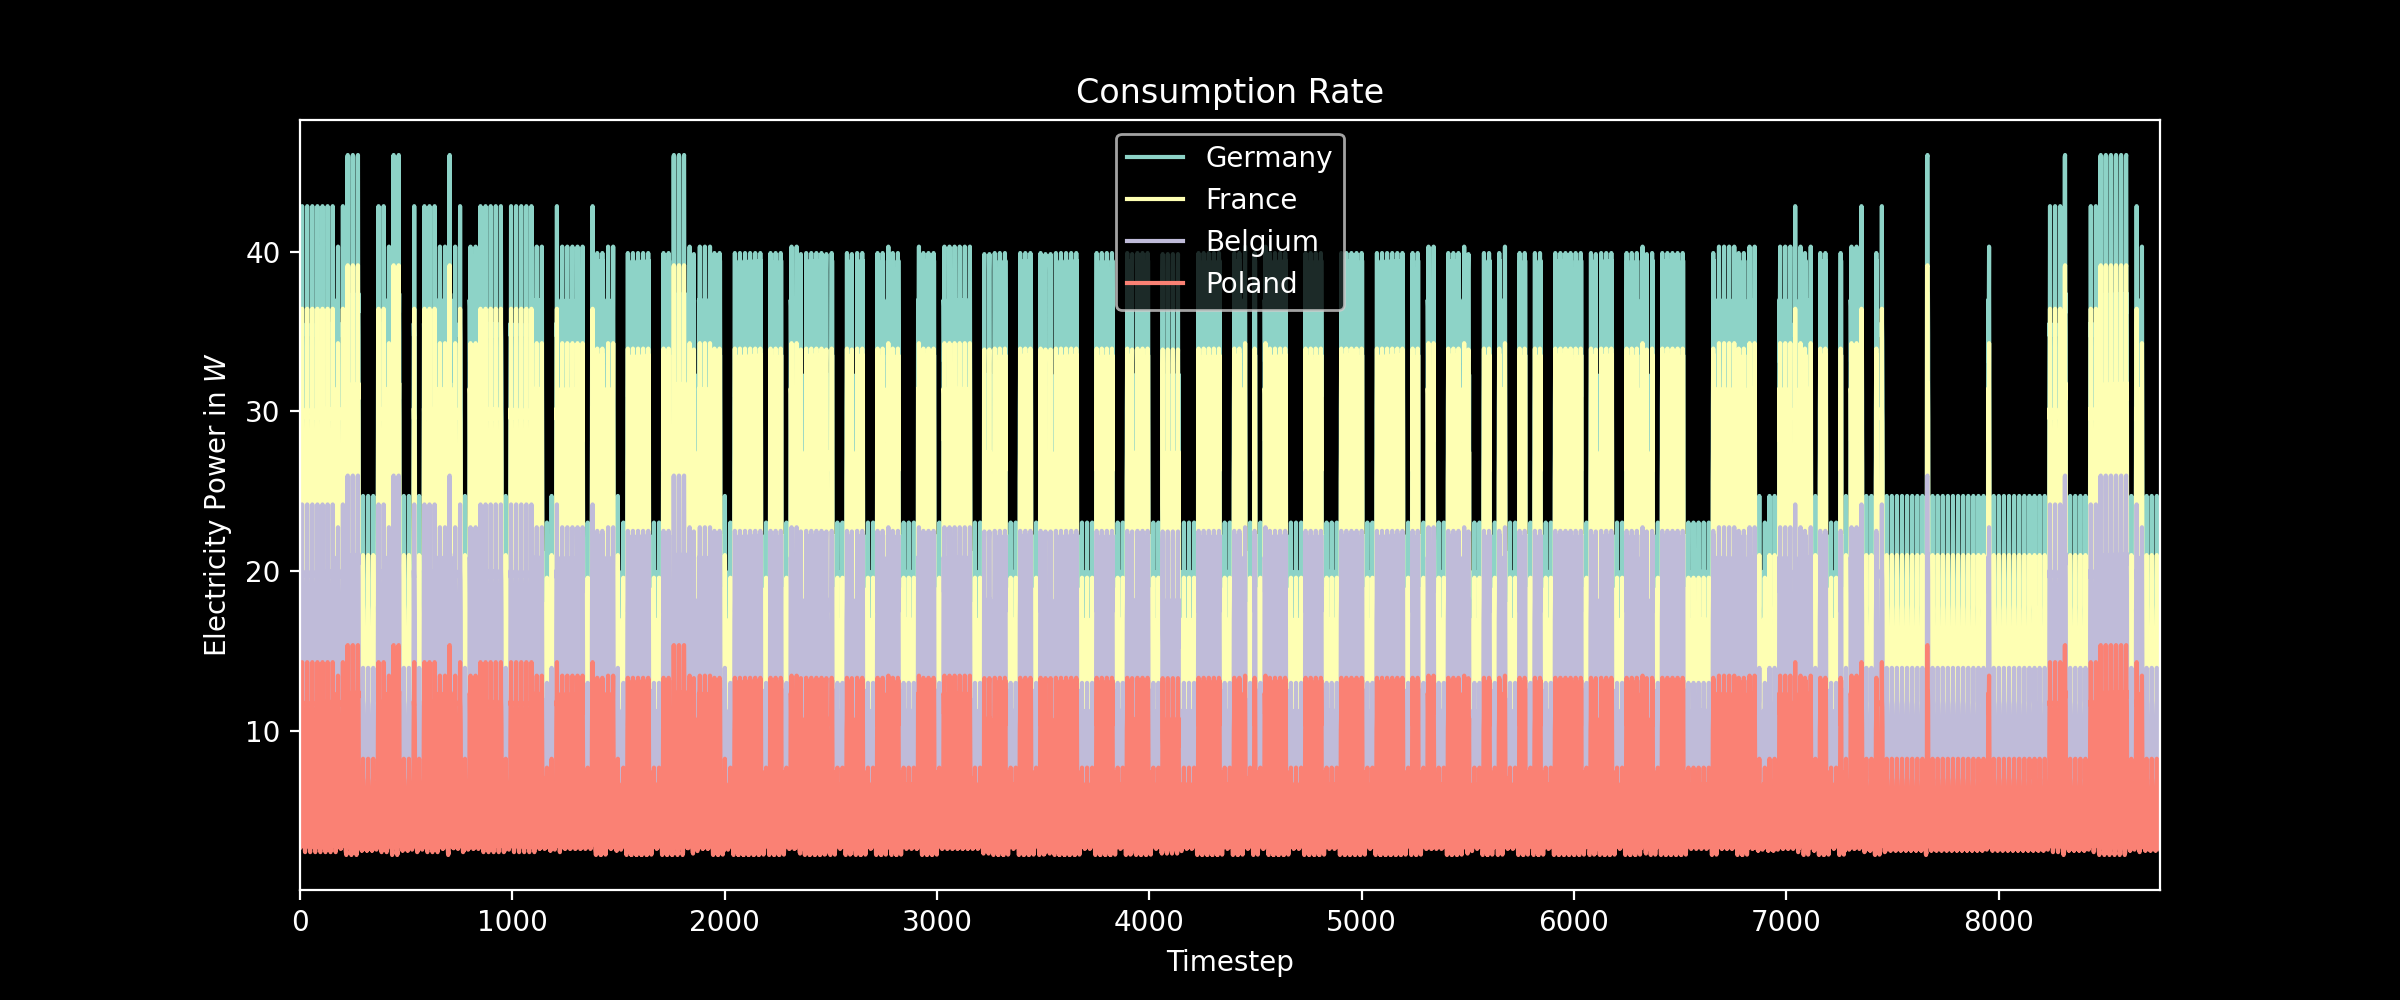 Consumption Rate
Germany
France
Belgium
Poland
Electricity Power in W
40
30
20
10
0 1000 2000 3000 4000 5000 6000 7000 8000
Timestep